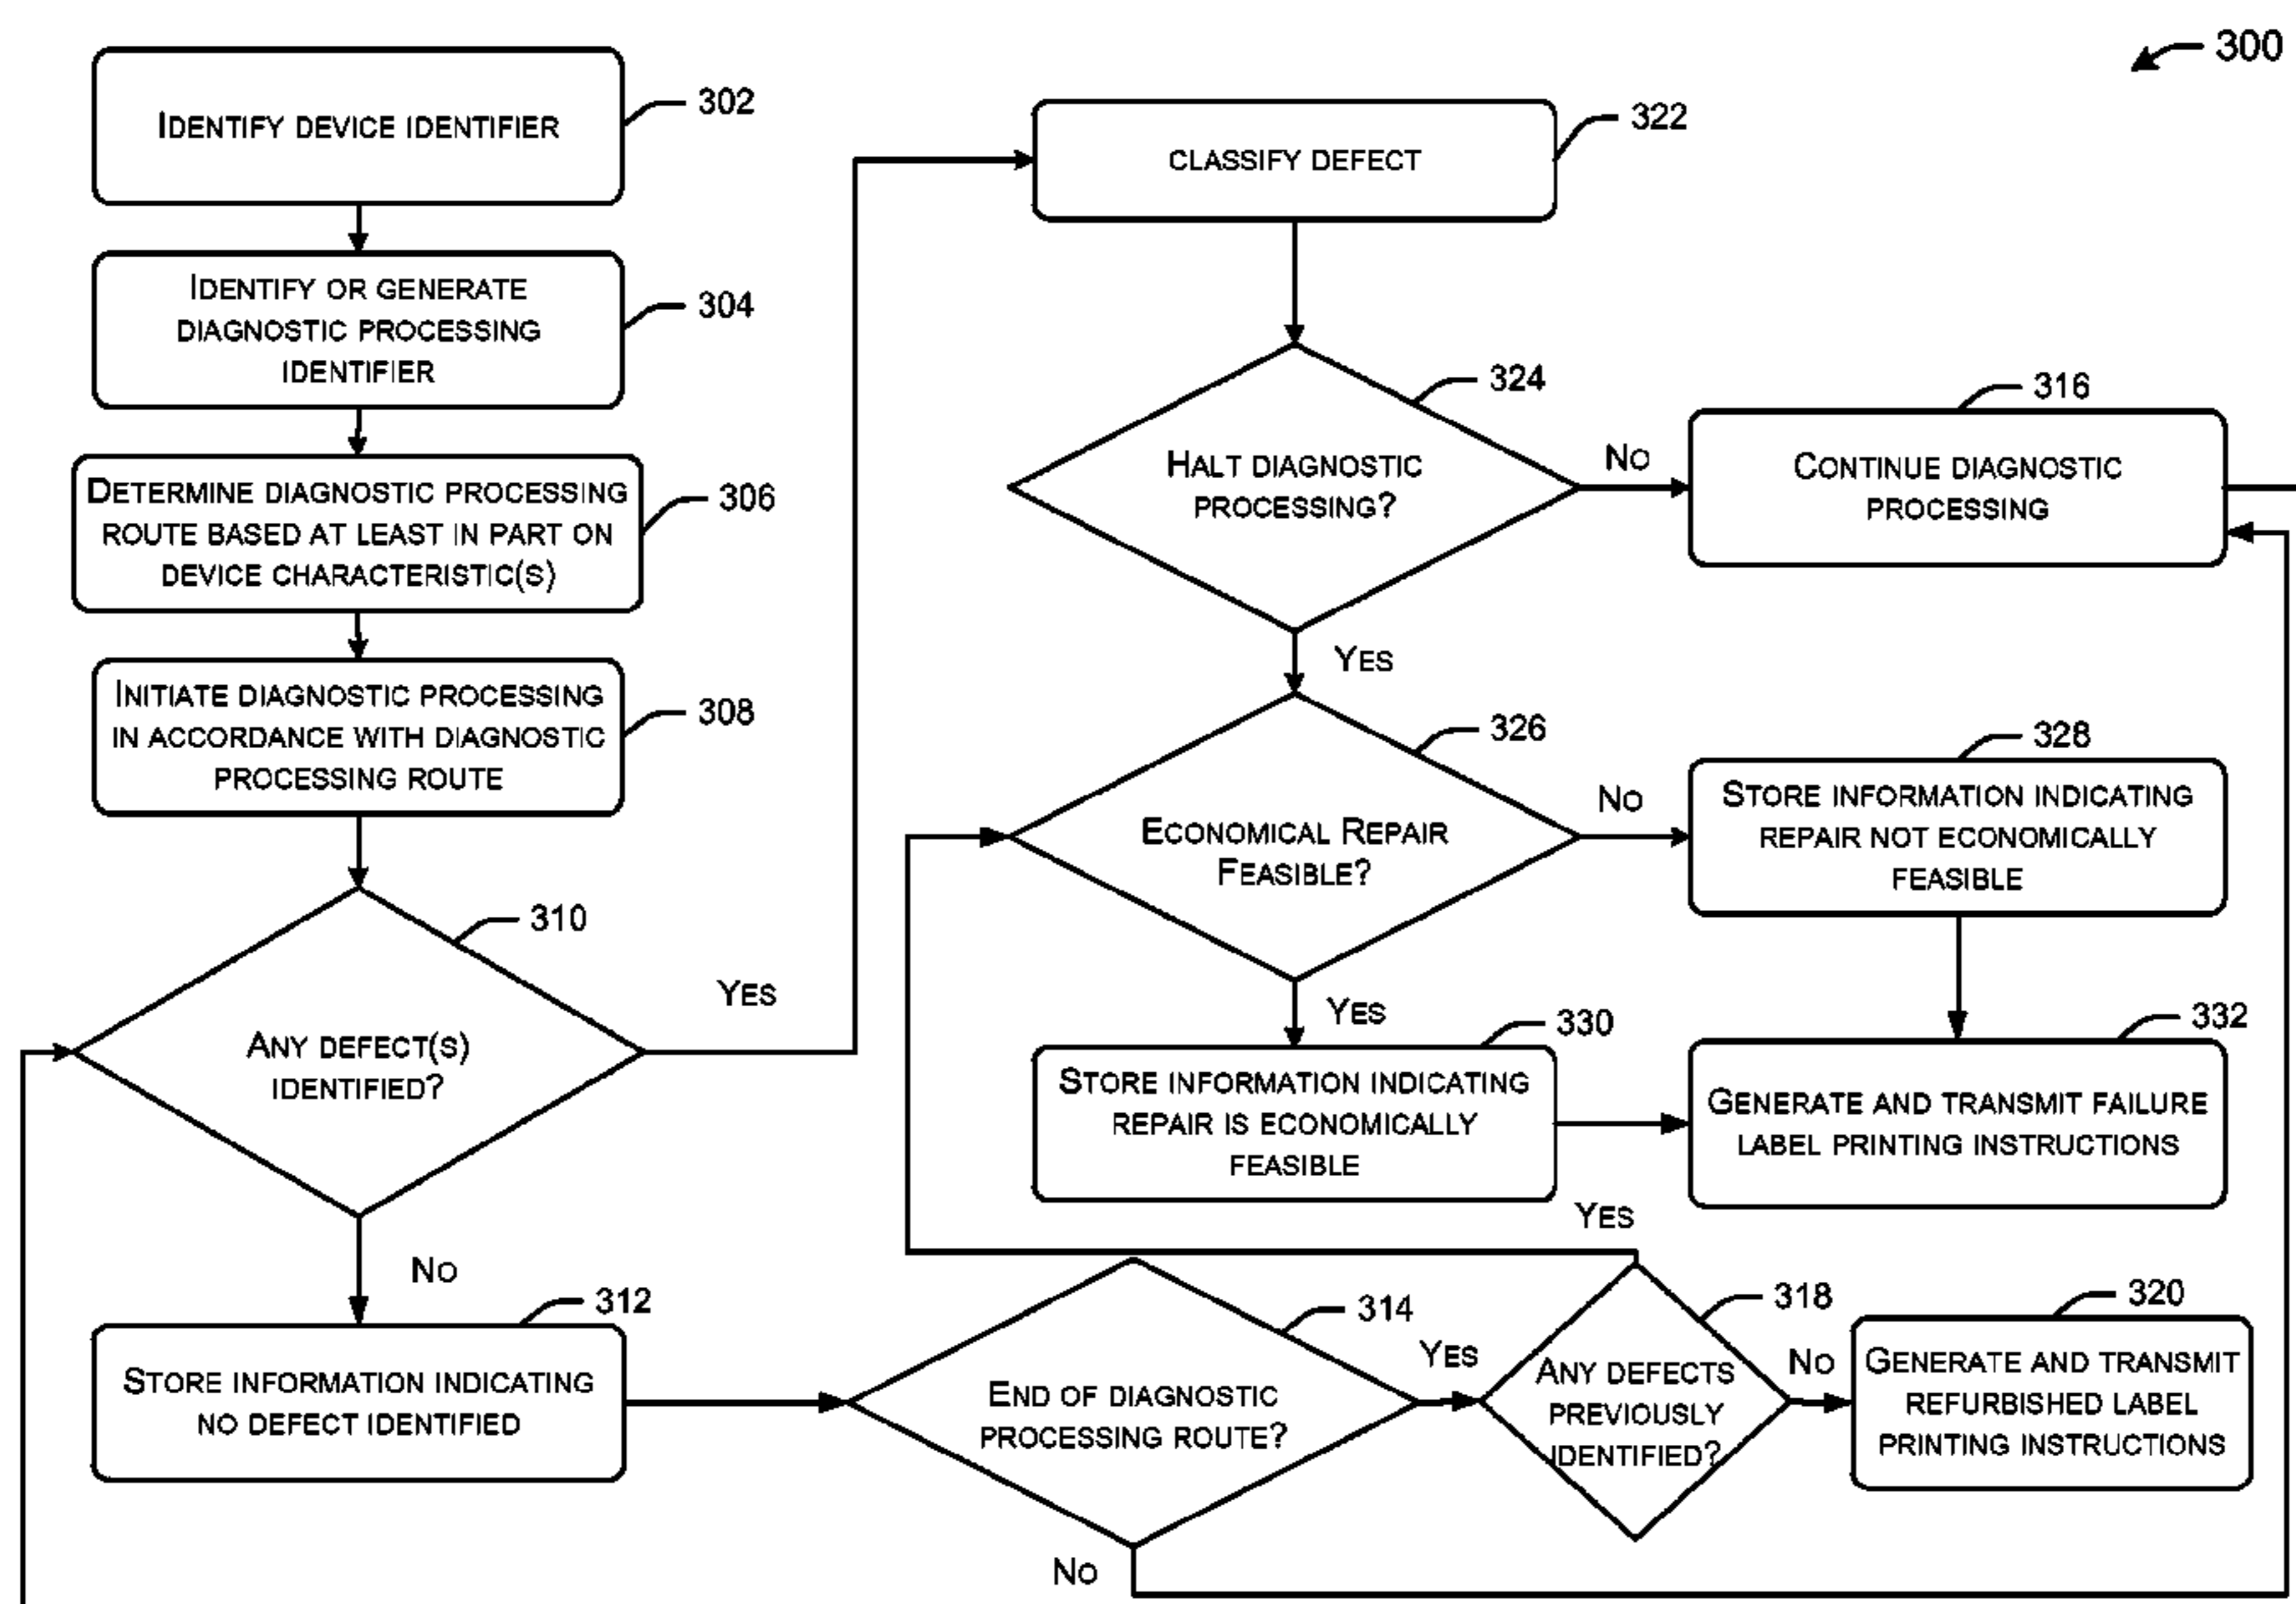 300
IDENTIFY DEVICE IDENTIFIER
302
IDENTIFY OR GENERATE
DIAGNOSTIC PROCESSING
IDENTIFIER
304
DETERMINE DIAGNOSTIC PROCESSING
ROUTE BASED AT LEAST IN PART ON
DEVICE CHARACTERISTIC(S)
306
INITIATE DIAGNOSTIC PROCESSING
IN ACCORDANCE WITH DIAGNOSTIC
PROCESSING ROUTE
308
ANY DEFECT(S)
IDENTIFIED?
310
YES
NO
STORE INFORMATION INDICATING
NO DEFECT IDENTIFIED
312
CLASSIFY DEFECT
322
HALT DIAGNOSTIC
PROCESSING?
324
NO
YES
CONTINUE DIAGNOSTIC
PROCESSING
316
ECONOMICAL REPAIR
FEASIBLE?
326
NO
YES
STORE INFORMATION INDICATING
REPAIR NOT ECONOMICALLY
FEASIBLE
328
STORE INFORMATION INDICATING
REPAIR IS ECONOMICALLY
FEASIBLE
330
GENERATE AND TRANSMIT FAILURE
LABEL PRINTING INSTRUCTIONS
332
END OF DIAGNOSTIC
PROCESSING ROUTE?
314
YES
NO
ANY DEFECTS
PREVIOUSLY
IDENTIFIED?
318
YES
NO
GENERATE AND TRANSMIT
REFURBISHED LABEL
PRINTING INSTRUCTIONS
320